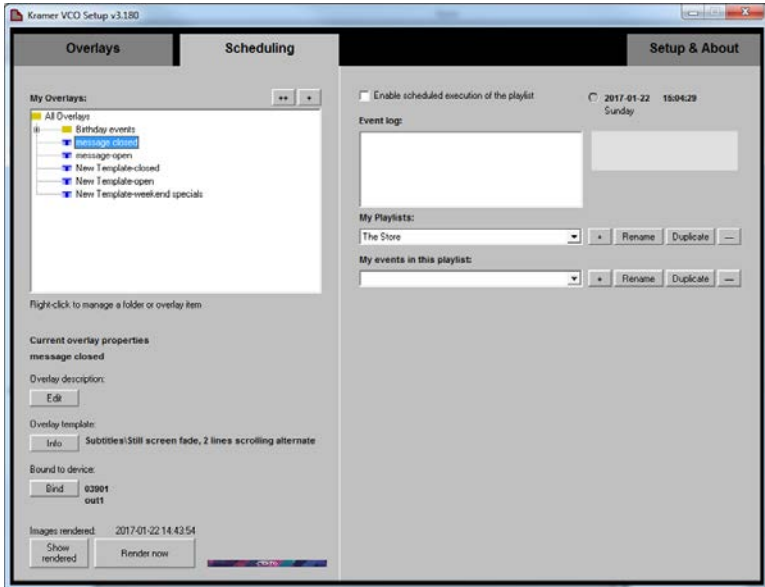 Kramer VCO Setup v3.180
Overlays
Scheduling
Setup & About
My Overlays:
++
+
All Overlays
Birthday events
message closed
message-open
New Template-closed
New Template-open
New Template-weekend specials
Right-click to manage a folder or overlay item
Current overlay properties
message closed
Overlay description:
Edit
Overlay template:
Info
Subtitles\Still screen fade, 2 lines scrolling alternate
Bound to device:
Bind
03901
out1
Images rendered: 2017-01-22 14:43:54
Show
rendered
Render now
Enable scheduled execution of the playlist
2017-01-22 15:04:29
Sunday
Event log:
My Playlists:
The Store
+ Rename Duplicate —
My events in this playlist:
+ Rename Duplicate —